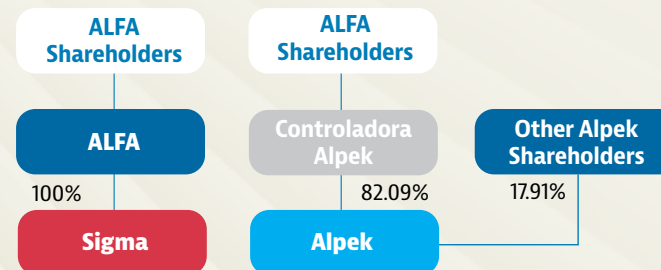 ALFA
Shareholders
ALFA
Shareholders
ALFA
Controladora
Alpek
Other Alpek
Shareholders
100%
82.09%
17.91%
Sigma
Alpek